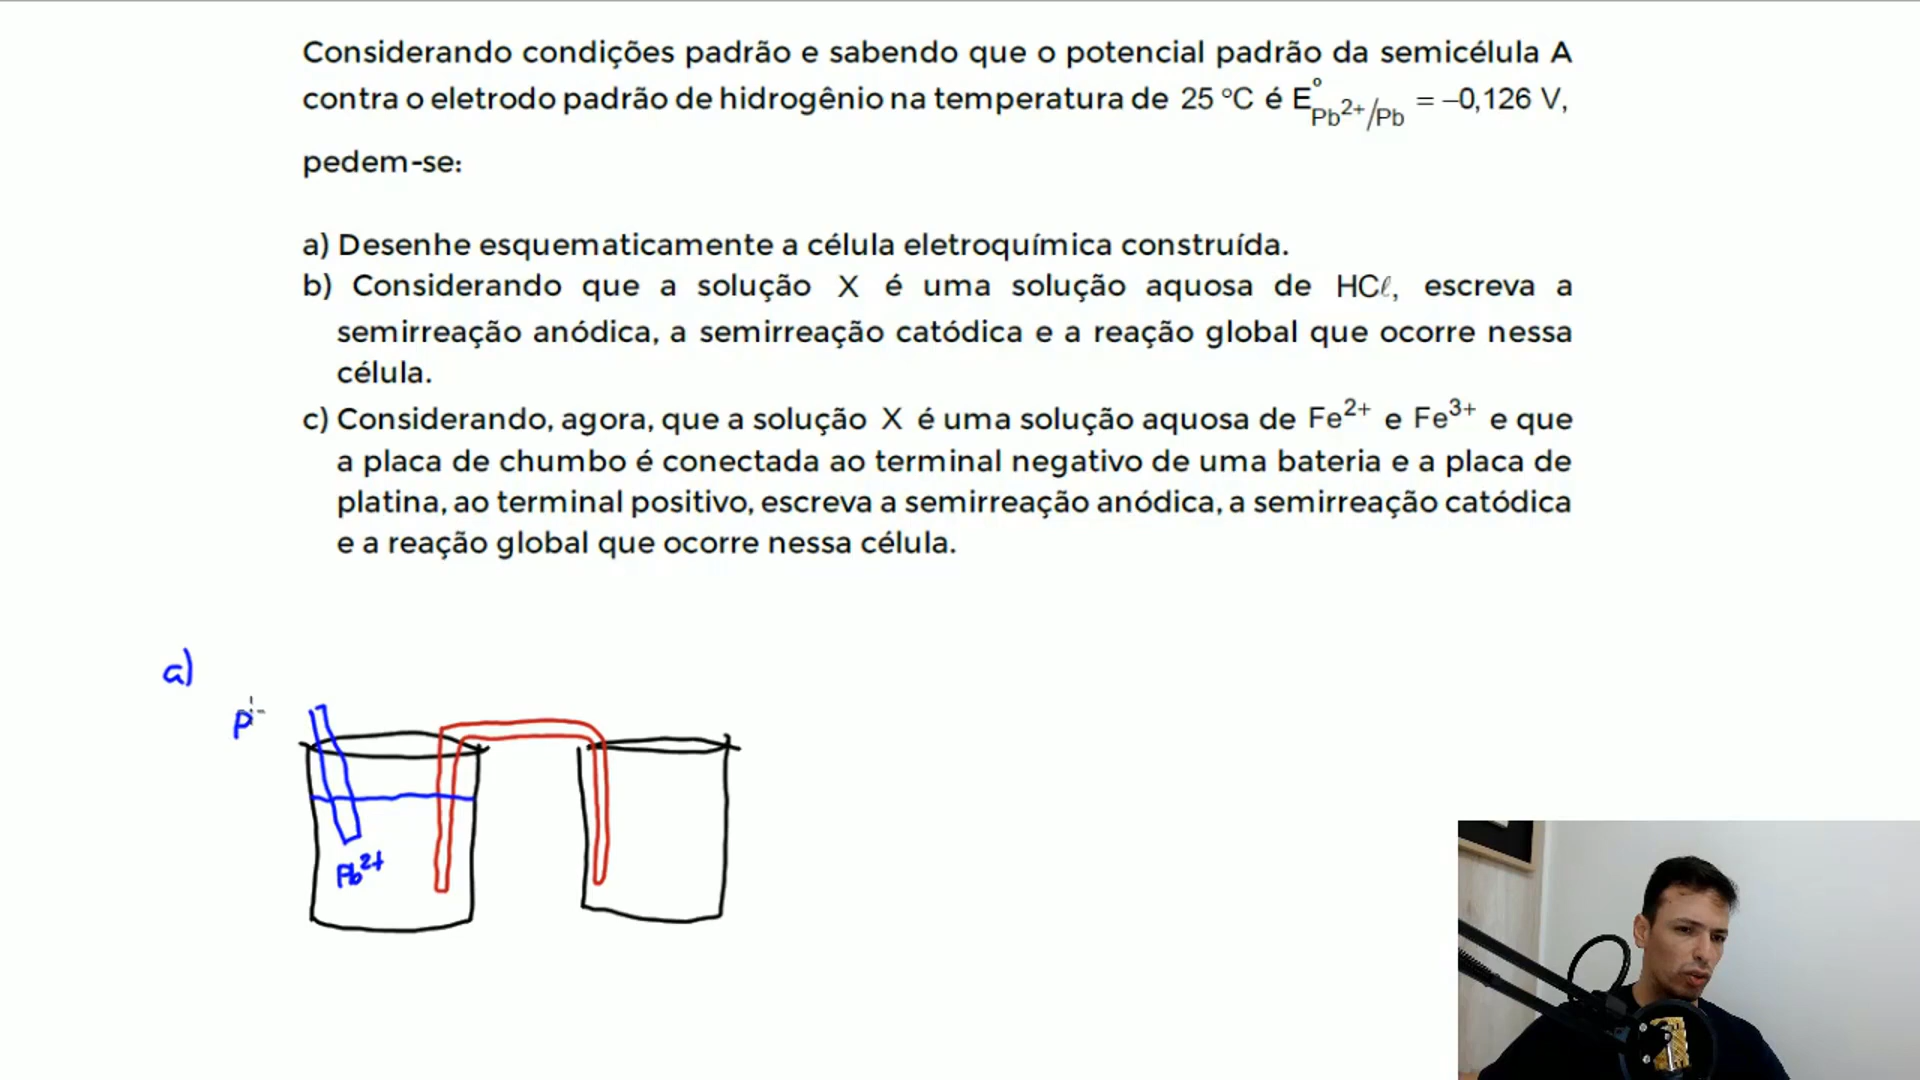 Considerando condições padrão e sabendo que o potencial padrão da semicélula A
contra o eletrodo padrão de hidrogênio na temperatura de 25 °C é E°Pb²⁺/Pb = –0,126 V,
pedem-se:
a) Desenhe esquematicamente a célula eletroquímica construída.
b) Considerando que a solução X é uma solução aquosa de HCℓ, escreva a
semirreação anódica, a semirreação catódica e a reação global que ocorre nessa
célula.
c) Considerando, agora, que a solução X é uma solução aquosa de Fe²⁺ e Fe³⁺ e que
a placa de chumbo é conectada ao terminal negativo de uma bateria e a placa de
platina, ao terminal positivo, escreva a semirreação anódica, a semirreação catódica
e a reação global que ocorre nessa célula.
a)
P
Pb²⁺